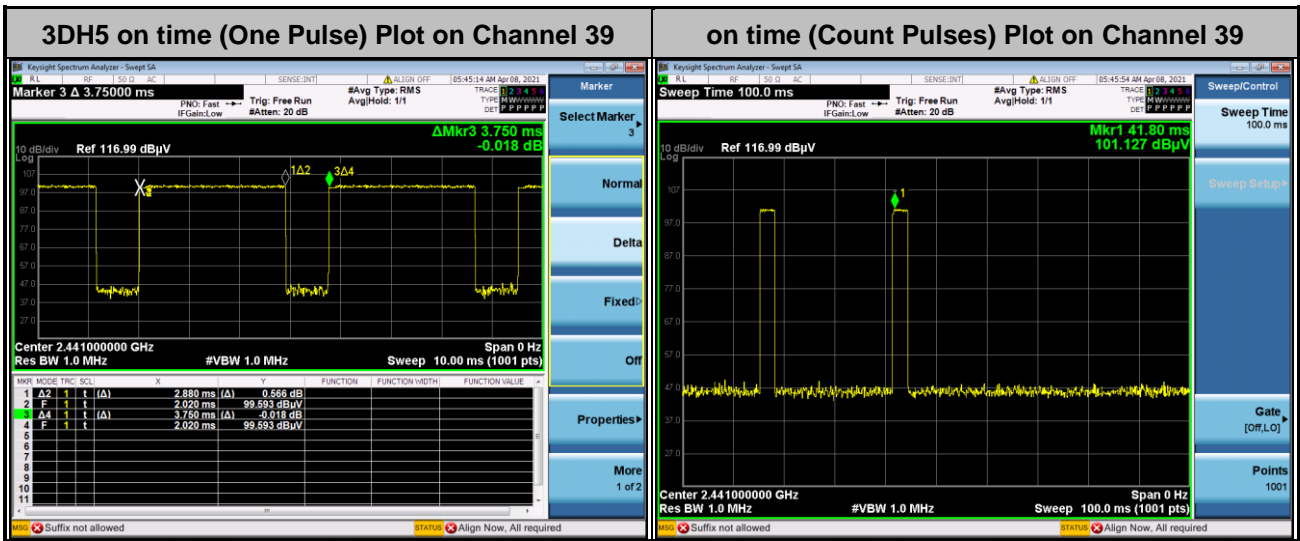 3DH5 on time (One Pulse) Plot on Channel 39
on time (Count Pulses) Plot on Channel 39
Keysight Spectrum Analyzer - Swept SA
RL RF 50 Ω AC SENSE:INT ALIGN OFF 05:45:14 AM Apr 08, 2021
Marker 3 Δ 3.75000 ms
PNO: Fast
IFGain:Low
Trig: Free Run
#Atten: 20 dB
#Avg Type: RMS
Avg|Hold: 1/1
TRACE 1 2 3 4 5 6
TYPE MWWWWW
DET P P P P P P
ΔMkr3 3.750 ms
-0.018 dB
10 dB/div Ref 116.99 dBµV
Log
107
97.0
87.0
77.0
67.0
57.0
47.0
37.0
27.0
1Δ2
3Δ4
Center 2.441000000 GHz Span 0 Hz
Res BW 1.0 MHz #VBW 1.0 MHz Sweep 10.00 ms (1001 pts)
MKR MODE TRC SCL X Y FUNCTION FUNCTION WIDTH FUNCTION VALUE
1 Δ2 1 t (Δ) 2.880 ms (Δ) 0.566 dB
2 F 1 t 2.020 ms 99.593 dBµV
3 Δ4 1 t (Δ) 3.750 ms (Δ) -0.018 dB
4 F 1 t 2.020 ms 99.593 dBµV
5
6
7
8
9
10
11
MSG Suffix not allowed STATUS Align Now, All required
Marker
Select Marker
3
Normal
Delta
Fixed
Off
Properties
More
1 of 2
Keysight Spectrum Analyzer - Swept SA
RL RF 50 Ω AC SENSE:INT ALIGN OFF 05:45:54 AM Apr 08, 2021
Sweep Time 100.0 ms
PNO: Fast
IFGain:Low
Trig: Free Run
#Atten: 20 dB
#Avg Type: RMS
Avg|Hold: 1/1
TRACE 1 2 3 4 5 6
TYPE MWWWWW
DET P P P P P P
Mkr1 41.80 ms
101.127 dBµV
10 dB/div Ref 116.99 dBµV
Log
107
97.0
87.0
77.0
67.0
57.0
47.0
37.0
27.0
1
Center 2.441000000 GHz Span 0 Hz
Res BW 1.0 MHz #VBW 1.0 MHz Sweep 100.0 ms (1001 pts)
MSG Suffix not allowed STATUS Align Now, All required
Sweep/Control
Sweep Time
100.0 ms
Sweep Setup
Gate
[Off,LO]
Points
1001